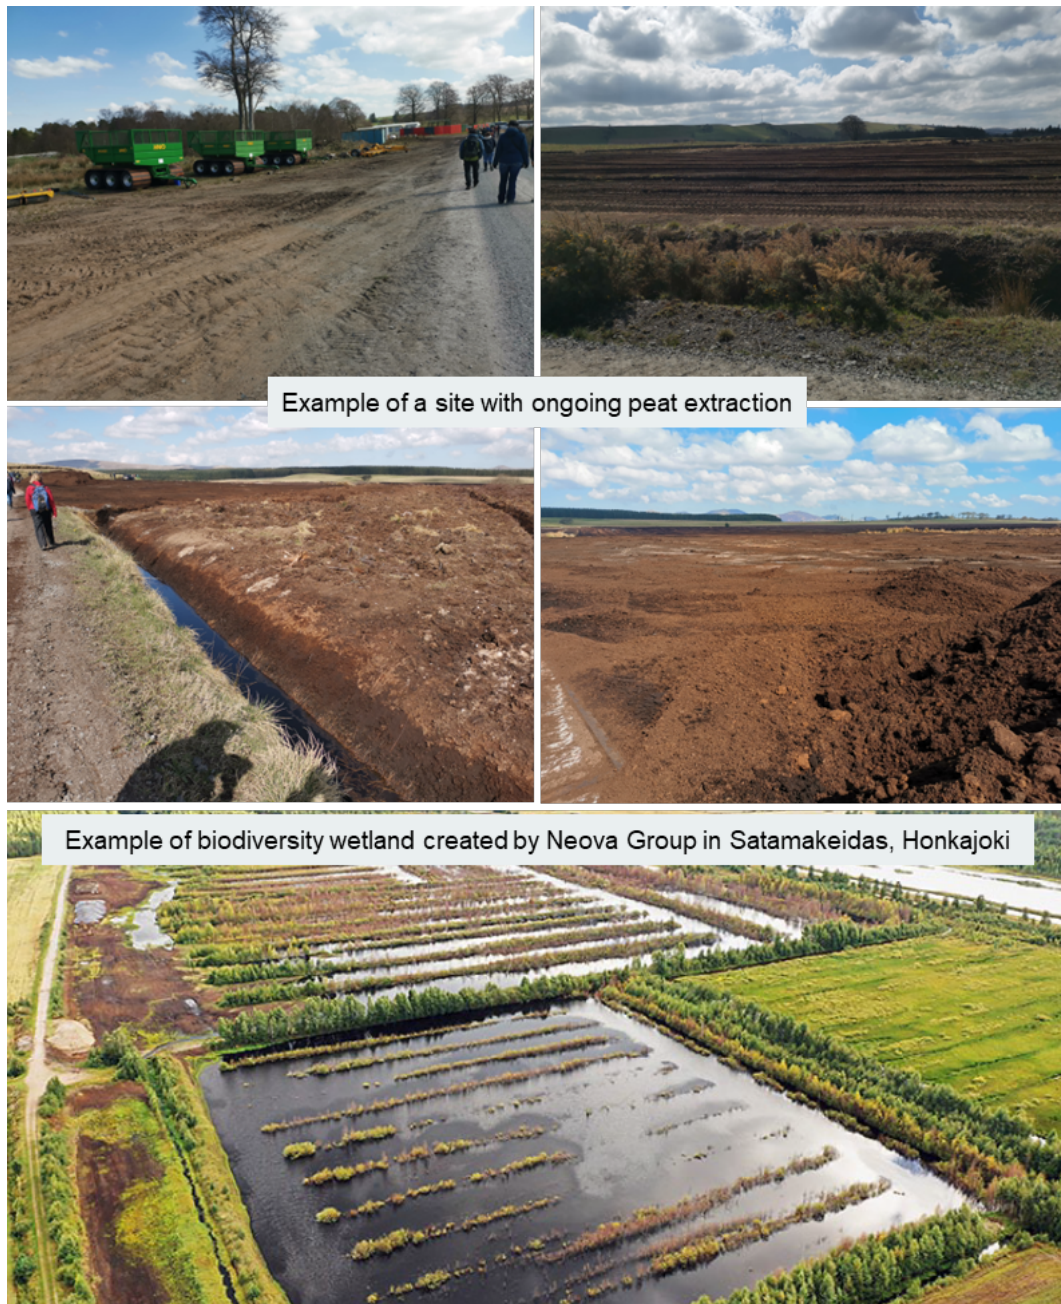 Example of a site with ongoing peat extraction
Example of biodiversity wetland created by Neova Group in Satamakeidas, Honkajoki